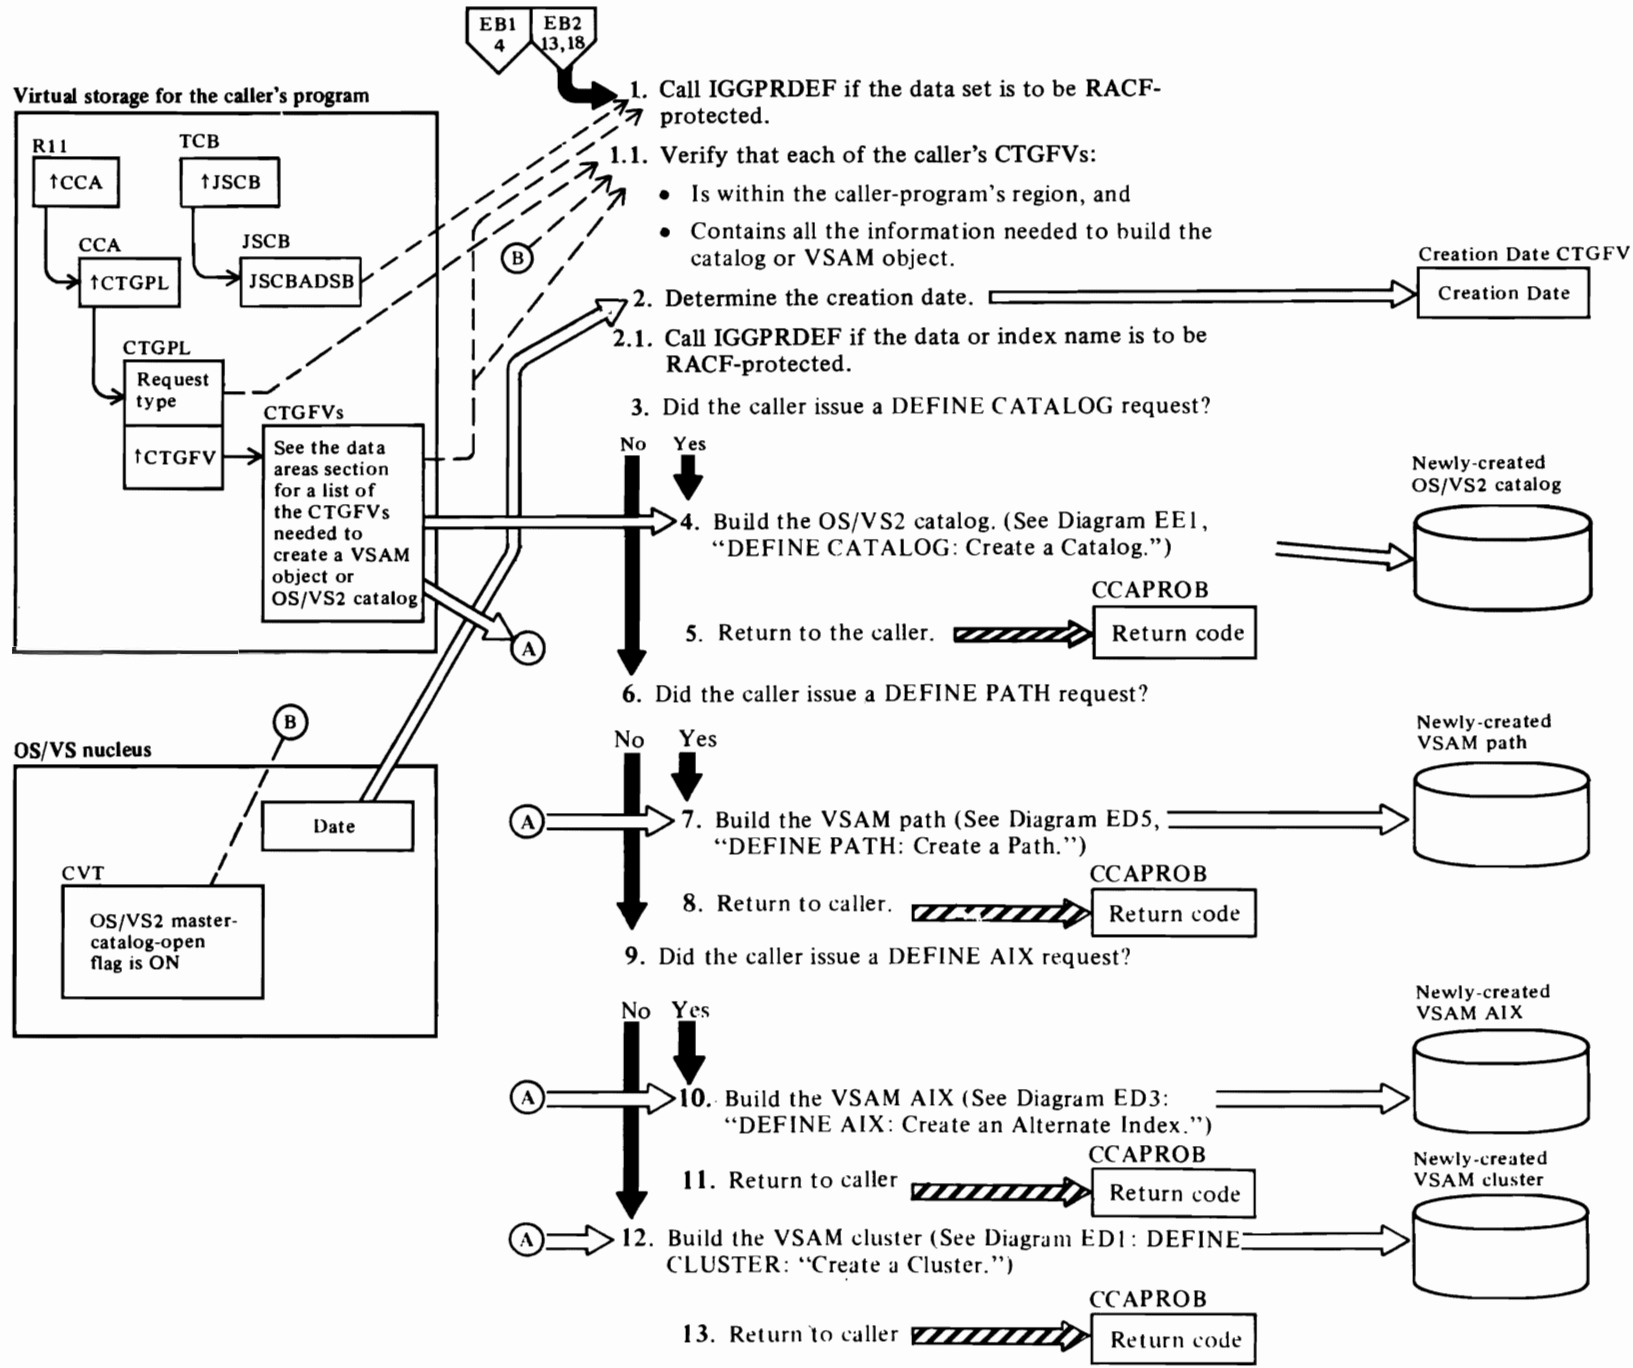 EB1
4
EB2
13,18
1. Call IGGPRDEF if the data set is to be RACF-
protected.
Virtual storage for the caller's program
R11
↑CCA
TCB
↑JSCB
CCA
↑CTGPL
JSCB
JSCBADSB
CTGPL
Request
type
↑CTGFV
CTGFVs
See the data
areas section
for a list of
the CTGFVs
needed to
create a VSAM
object or
OS/VS2 catalog
A
1.1. Verify that each of the caller's CTGFVs:
• Is within the caller-program's region, and
• Contains all the information needed to build the
catalog or VSAM object.
B
2. Determine the creation date.
Creation Date CTGFV
Creation Date
2.1. Call IGGPRDEF if the data or index name is to be
RACF-protected.
3. Did the caller issue a DEFINE CATALOG request?
No Yes
4. Build the OS/VS2 catalog. (See Diagram EE1,
“DEFINE CATALOG: Create a Catalog.”)
Newly-created
OS/VS2 catalog
5. Return to the caller.
CCAPROB
Return code
6. Did the caller issue a DEFINE PATH request?
B
OS/VS nucleus
Date
CVT
OS/VS2 master-
catalog-open
flag is ON
No Yes
A
7. Build the VSAM path (See Diagram ED5,
“DEFINE PATH: Create a Path.”)
Newly-created
VSAM path
8. Return to caller.
CCAPROB
Return code
9. Did the caller issue a DEFINE AIX request?
No Yes
A
10. Build the VSAM AIX (See Diagram ED3:
“DEFINE AIX: Create an Alternate Index.”)
Newly-created
VSAM AIX
11. Return to caller
CCAPROB
Return code
A
12. Build the VSAM cluster (See Diagram ED1: DEFINE
CLUSTER: “Create a Cluster.”)
Newly-created
VSAM cluster
13. Return to caller
CCAPROB
Return code